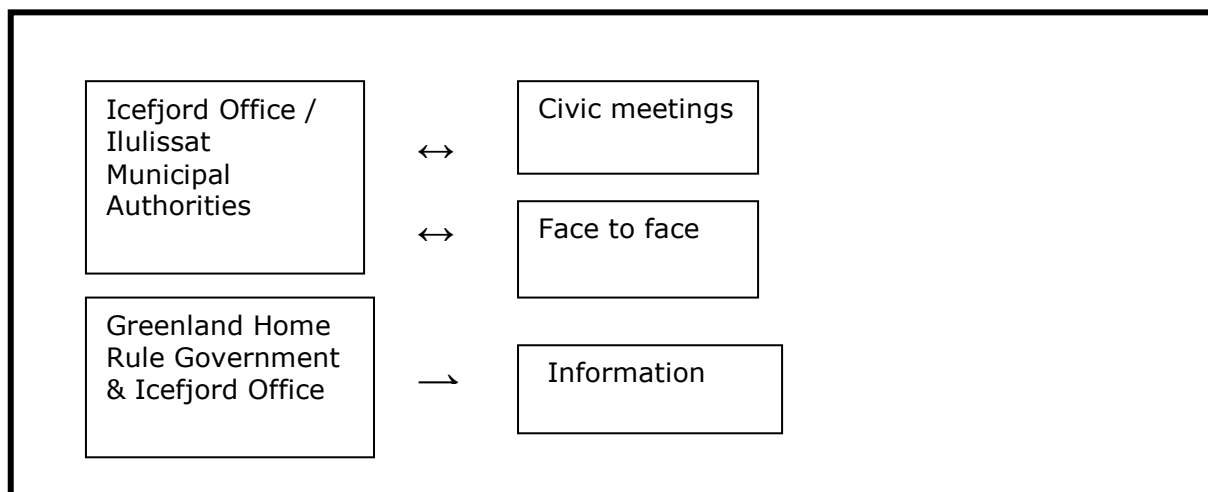 Icefjord Office /
Ilulissat
Municipal
Authorities
↔
Civic meetings
↔
Face to face
Greenland Home
Rule Government
& Icefjord Office
→
Information